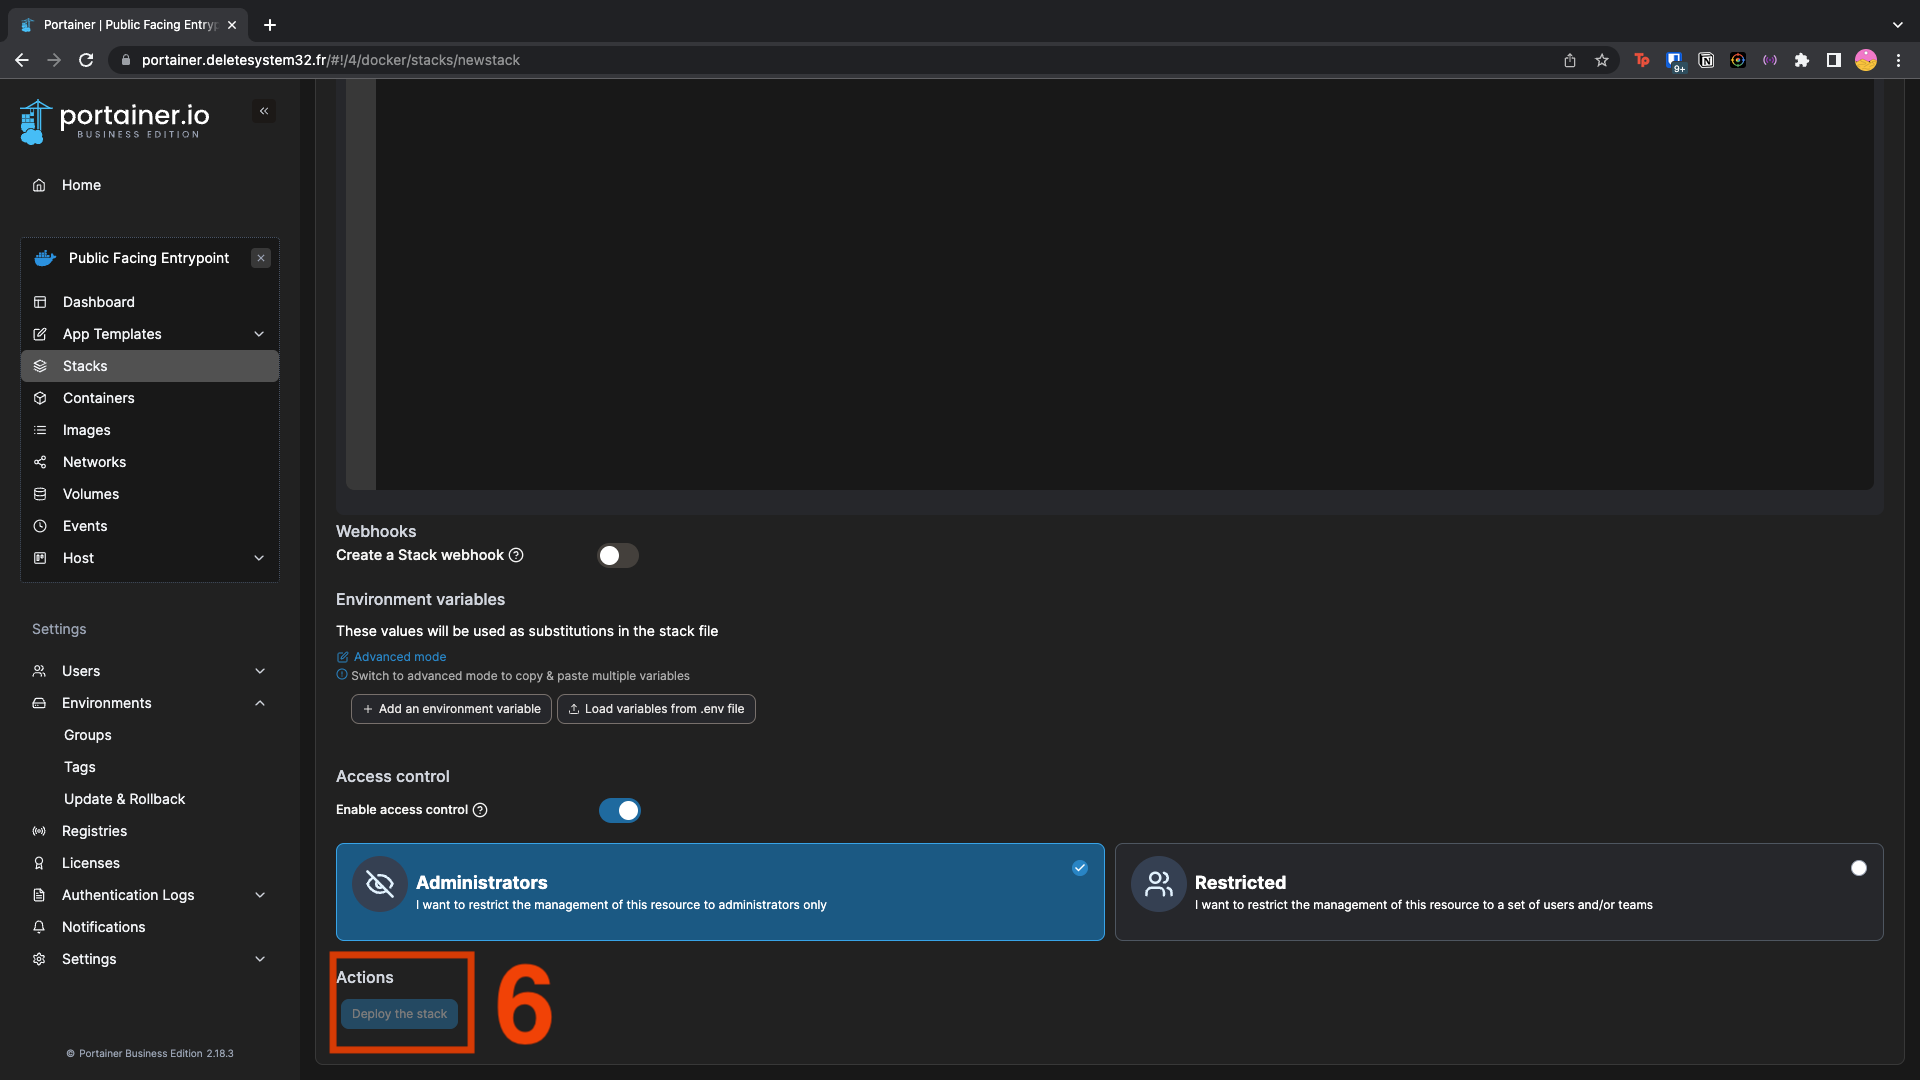 Portainer | Public Facing Entryp
portainer.deletesystem32.fr/#!/4/docker/stacks/newstack
Tp
9+
portainer.io
BUSINESS EDITION
Home
Public Facing Entrypoint
Dashboard
App Templates
Stacks
Containers
Images
Networks
Volumes
Events
Host
Settings
Users
Environments
Groups
Tags
Update & Rollback
Registries
Licenses
Authentication Logs
Notifications
Settings
© Portainer Business Edition 2.18.3
Webhooks
Create a Stack webhook
Environment variables
These values will be used as substitutions in the stack file
Advanced mode
Switch to advanced mode to copy & paste multiple variables
+ Add an environment variable
Load variables from .env file
Access control
Enable access control
Administrators
I want to restrict the management of this resource to administrators only
Restricted
I want to restrict the management of this resource to a set of users and/or teams
Actions
Deploy the stack
6